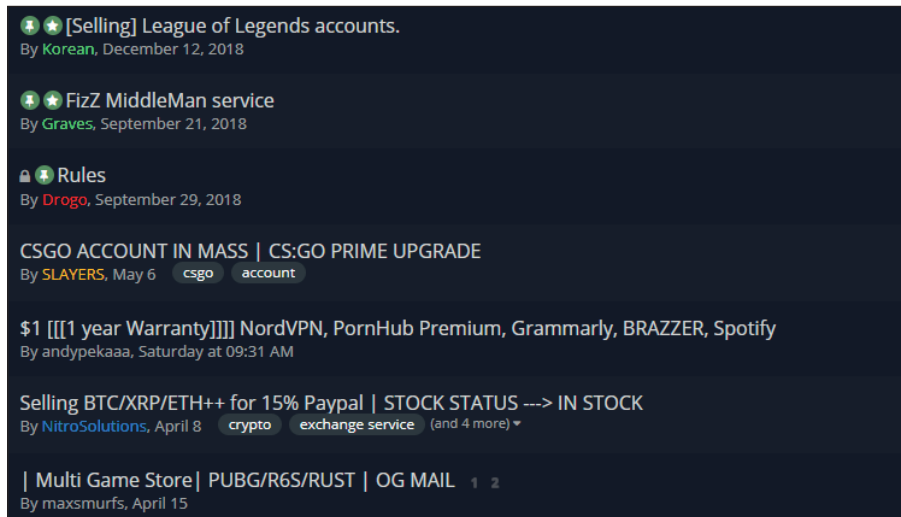 [Selling] League of Legends accounts.
By Korean, December 12, 2018
FizZ MiddleMan service
By Graves, September 21, 2018
Rules
By Drogo, September 29, 2018
CSGO ACCOUNT IN MASS | CS:GO PRIME UPGRADE
By SLAYERS, May 6 csgo account
$1 [[[1 year Warranty]]]] NordVPN, PornHub Premium, Grammarly, BRAZZER, Spotify
By andypekaaa, Saturday at 09:31 AM
Selling BTC/XRP/ETH++ for 15% Paypal | STOCK STATUS ---> IN STOCK
By NitroSolutions, April 8 crypto exchange service (and 4 more)
| Multi Game Store| PUBG/R6S/RUST | OG MAIL 1 2
By maxsmurfs, April 15